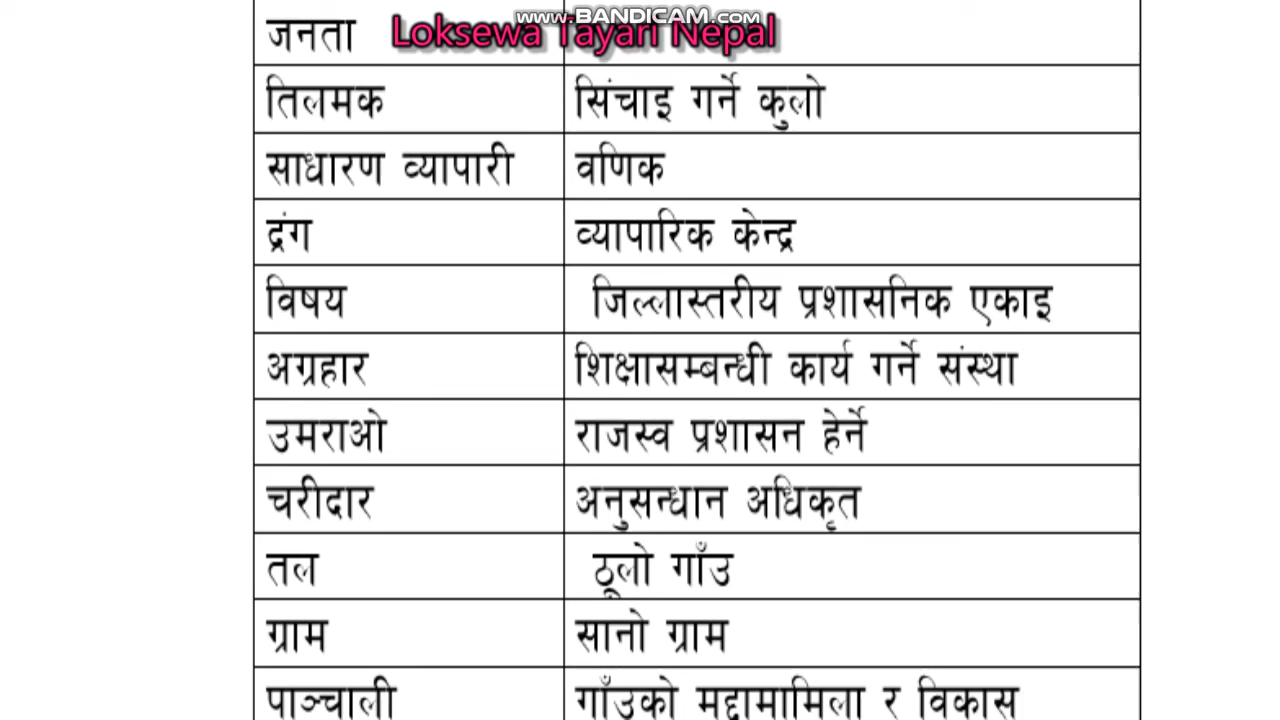 www.BANDICAM.com
जनता Loksewa Tayari Nepal
तिलमक सिंचाइ गर्ने कुलो
साधारण व्यापारी वणिक
द्रंग व्यापारिक केन्द्र
विषय जिल्लास्तरीय प्रशासनिक एकाइ
अग्रहार शिक्षासम्बन्धी कार्य गर्ने संस्था
उमराओ राजस्व प्रशासन हेर्ने
चरीदार अनुसन्धान अधिकृत
तल ठूलो गाँउ
ग्राम सानो ग्राम
पाञ्चाली गाँउको मद्दामामिला र विकास